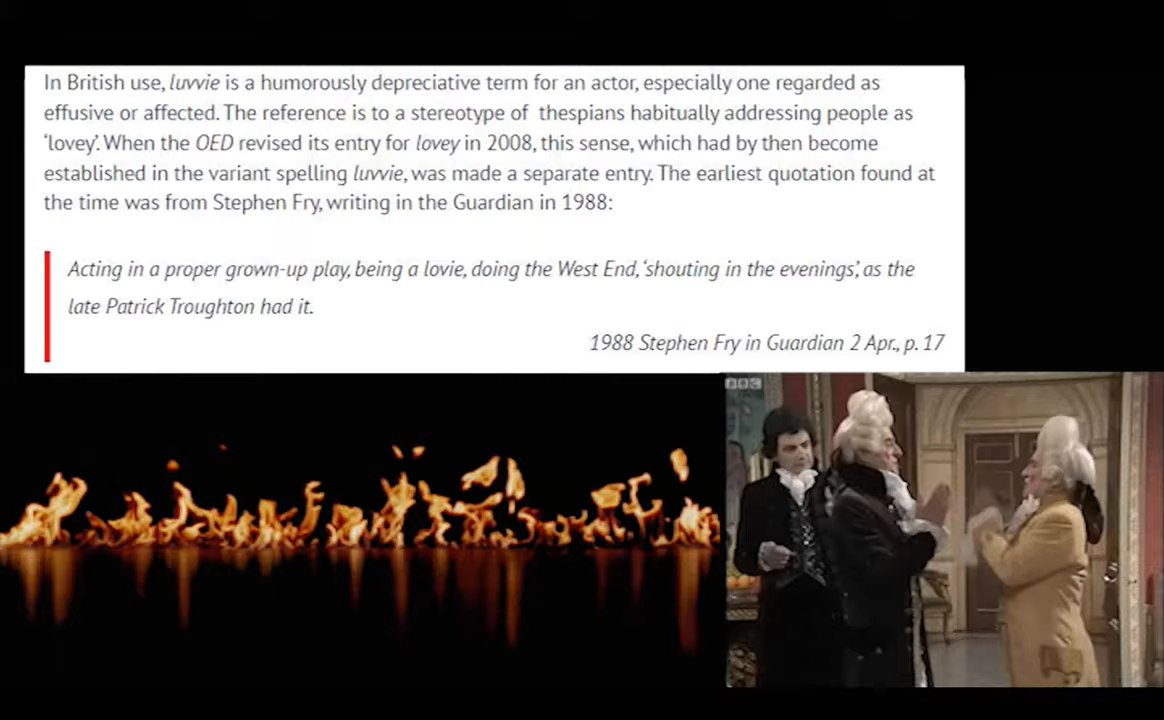 In British use, luvvie is a humorously depreciative term for an actor, especially one regarded as
effusive or affected. The reference is to a stereotype of thespians habitually addressing people as
'lovey'. When the OED revised its entry for lovey in 2008, this sense, which had by then become
established in the variant spelling luvvie, was made a separate entry. The earliest quotation found at
the time was from Stephen Fry, writing in the Guardian in 1988:
Acting in a proper grown-up play, being a lovie, doing the West End, 'shouting in the evenings', as the
late Patrick Troughton had it.
1988 Stephen Fry in Guardian 2 Apr., p. 17
BBC